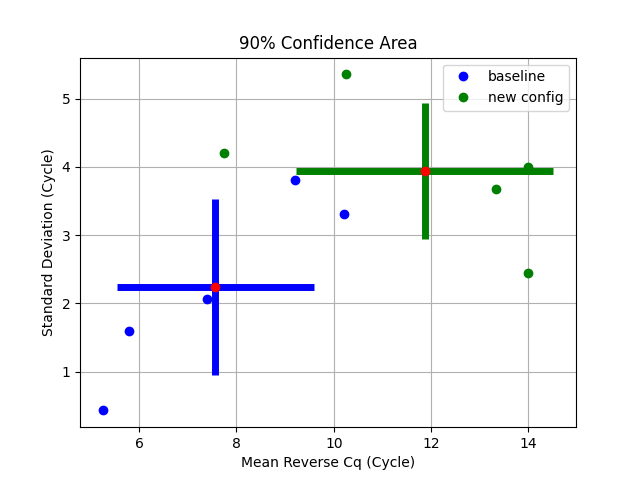 90% Confidence Area
baseline
new config
5
4
3
2
1
Standard Deviation (Cycle)
6 8 10 12 14
Mean Reverse Cq (Cycle)